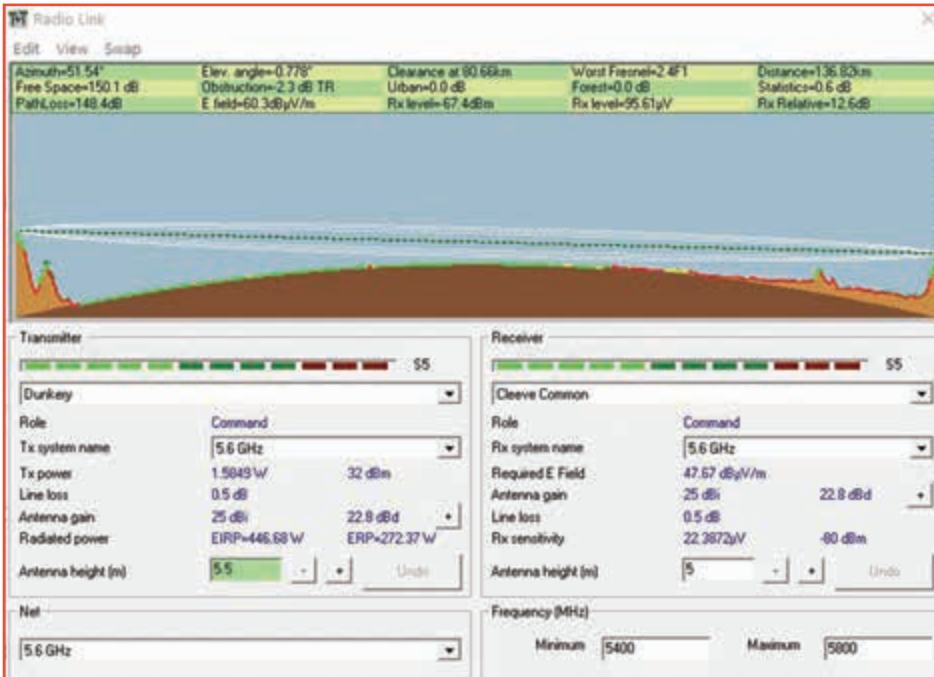 Radio Link
Edit View Swap
Azimuth=51.54° Elev. angle=-0.778° Clearance at 80.66km Worst Fresnel=2.4F1 Distance=136.82km
Free Space=150.1 dB Obstruction=-2.3 dB TR Urban=0.0 dB Forest=0.0 dB Statistics=0.6 dB
PathLoss=148.4dB E field=60.3dBµV/m Rx level=-67.4dBm Rx level=95.61µV Rx Relative=12.6dB
Transmitter Receiver
S5 S5
Dunkery Cleeve Common
Role Command Role Command
Tx system name 5.6 GHz Rx system name 5.6 GHz
Tx power 1.5849 W 32 dBm Required E Field 47.67 dBµV/m
Line loss 0.5 dB Antenna gain 25 dBi 22.8 dBd +
Antenna gain 25 dBi 22.8 dBd + Line loss 0.5 dB
Radiated power EIRP=446.68 W ERP=272.37 W Rx sensitivity 22.3872µV -80 dBm
Antenna height (m) 5.5 - + Undo Antenna height (m) 5 - + Undo
Net Frequency (MHz)
5.6 GHz Minimum 5400 Maximum 5800